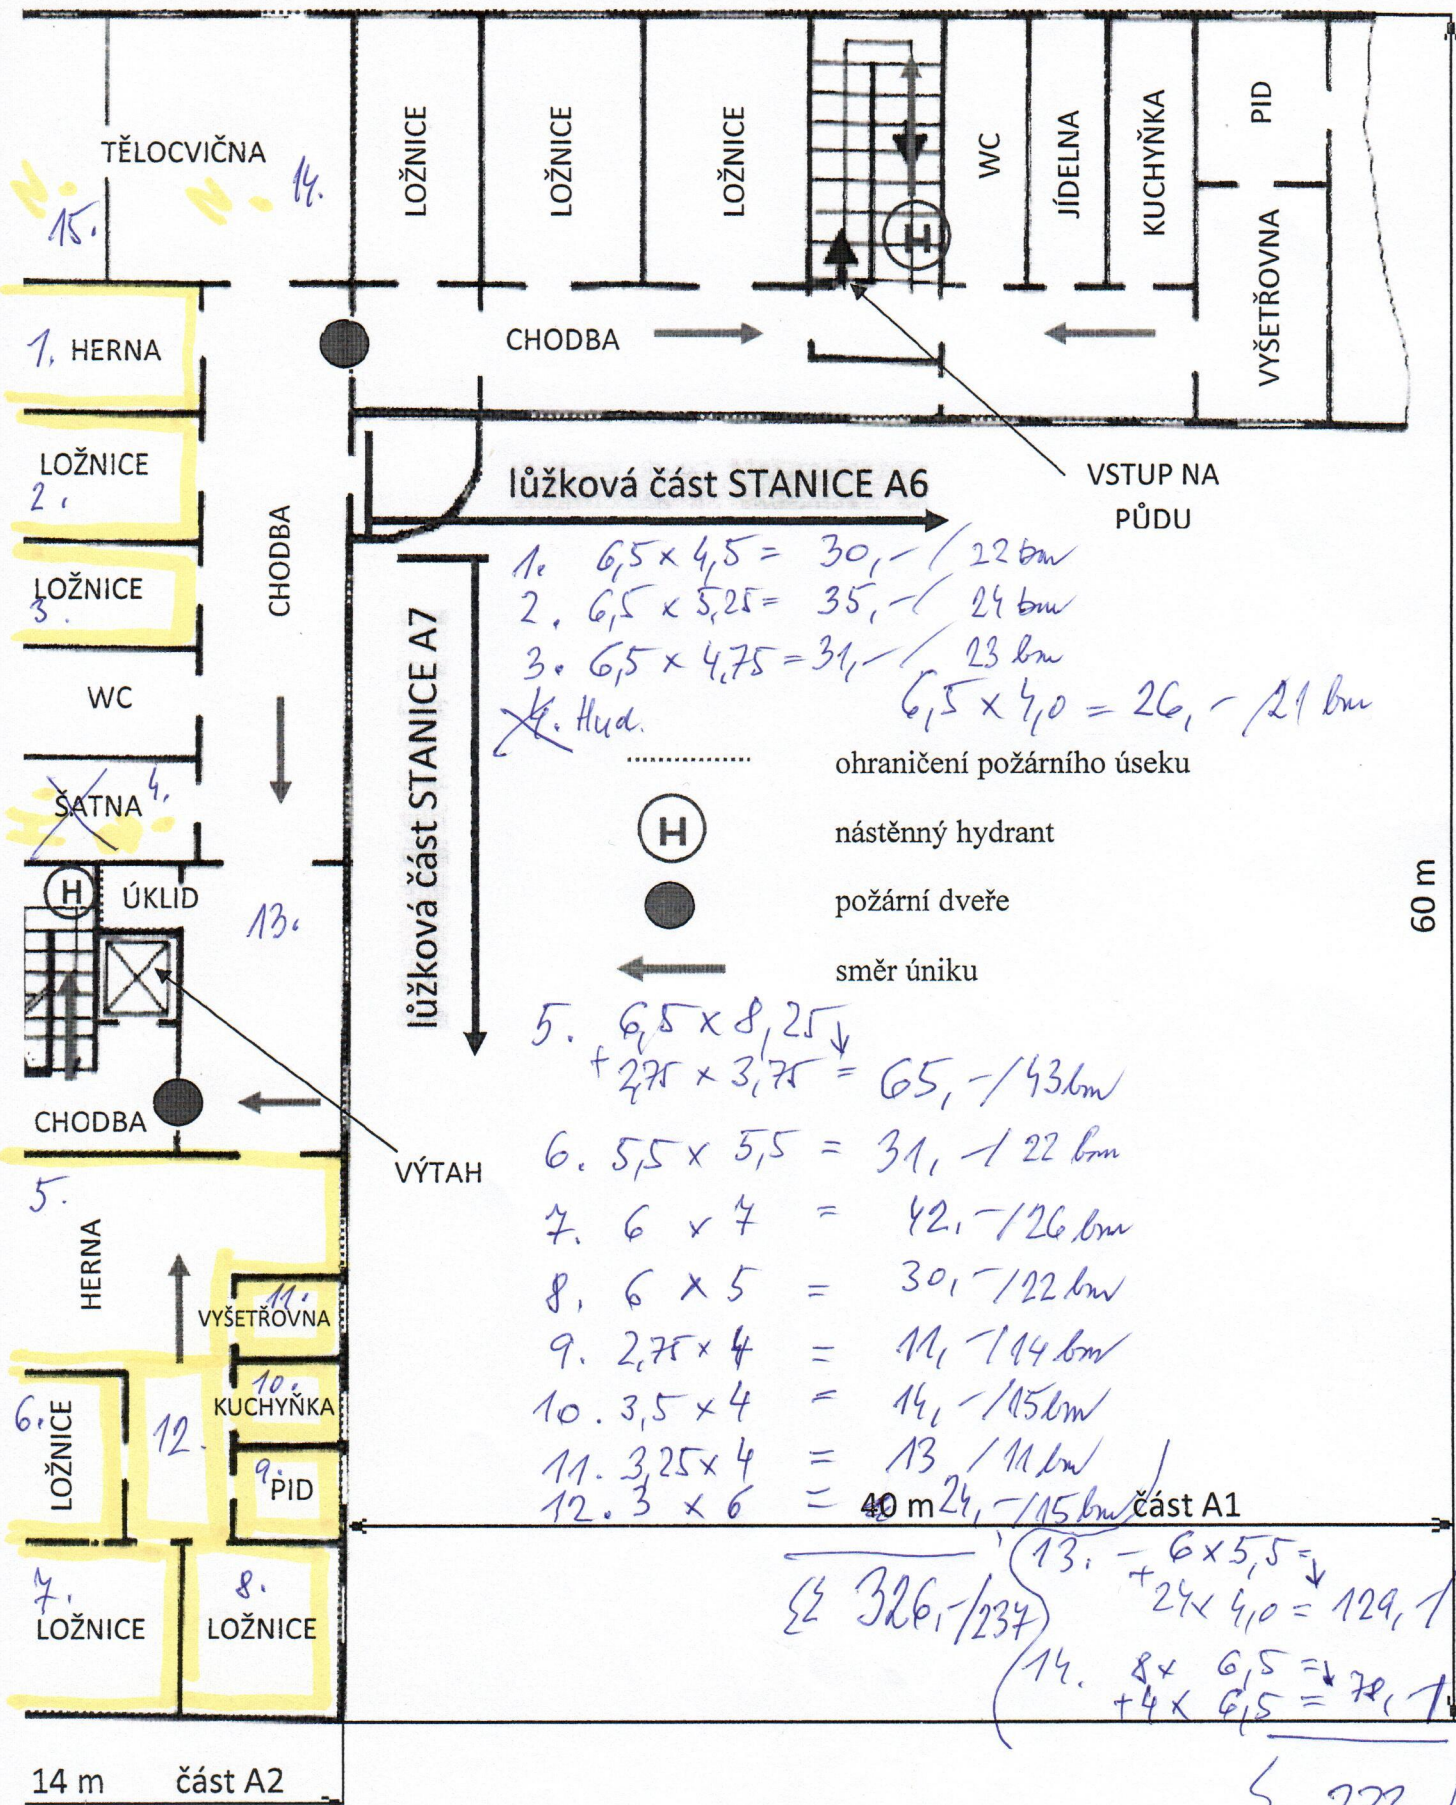 TĚLOCVIČNA
14.
15.
N.
N.
LOŽNICE
LOŽNICE
LOŽNICE
WC
JÍDELNA
KUCHYŇKA
PID
VYŠETŘOVNA
H
1. HERNA
CHODBA
LOŽNICE
2.
LOŽNICE
3.
WC
ŠATNA 4.
CHODBA
lůžková část STANICE A6
VSTUP NA
PŮDU
lůžková část STANICE A7
1. 6,5 x 4,5 = 30,- / 22 bm
2. 6,5 x 5,25 = 35,- / 24 bm
3. 6,5 x 4,75 = 31,- / 23 bm
4. Hud. 6,5 x 4,0 = 26,- / 21 bm
ohraničení požárního úseku
H nástěnný hydrant
požární dveře
směr úniku
60 m
H ÚKLID
13.
CHODBA
VÝTAH
5.
HERNA
11.
VYŠETŘOVNA
10.
KUCHYŇKA
9.
PID
6.
LOŽNICE
12.
7.
LOŽNICE
8.
LOŽNICE
5. 6,5 x 8,25
+ 2,75 x 3,75 = 65,- / 43 bm
6. 5,5 x 5,5 = 31,- / 22 bm
7. 6 x 7 = 42,- / 26 bm
8. 6 x 5 = 30,- / 22 bm
9. 2,75 x 4 = 11,- / 14 bm
10. 3,5 x 4 = 14,- / 15 bm
11. 3,25 x 4 = 13 / 11 bm
12. 3 x 6 = 24,- / 15 bm
40 m část A1
326,- / 237
13. - 6 x 5,5 =
+ 24 x 4,0 = 129,1
14. 8 x 6,5 =
+ 4 x 6,5 = 78,-
14 m část A2